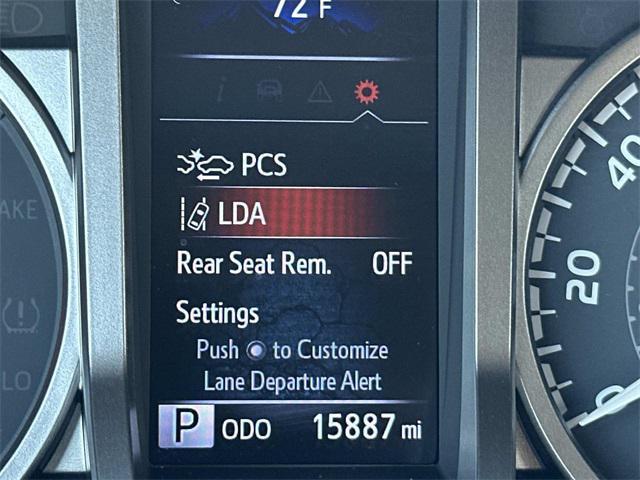 72°F
PCS
LDA
Rear Seat Rem. OFF
Settings
Push to Customize
Lane Departure Alert
P ODO 15887 mi
AKE
LO
40
20
0